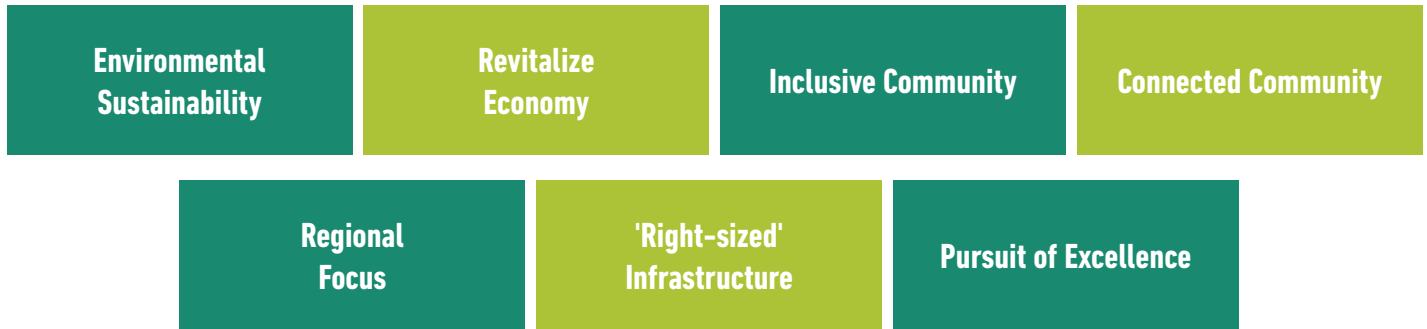 Environmental
Sustainability
Revitalize
Economy
Inclusive Community
Connected Community
Regional
Focus
'Right-sized'
Infrastructure
Pursuit of Excellence